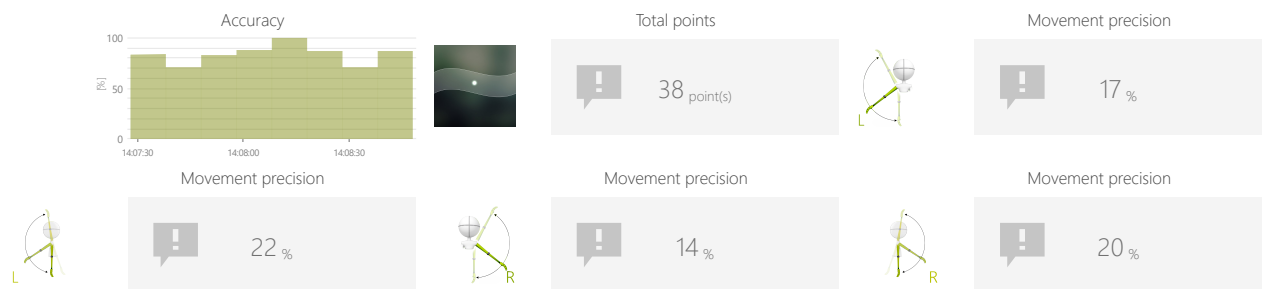 Accuracy
100
50
0
[%]
14:07:30 14:08:00 14:08:30
Total points
38 point(s)
Movement precision
L
17 %
Movement precision
L
22 %
Movement precision
R
14 %
Movement precision
R
20 %